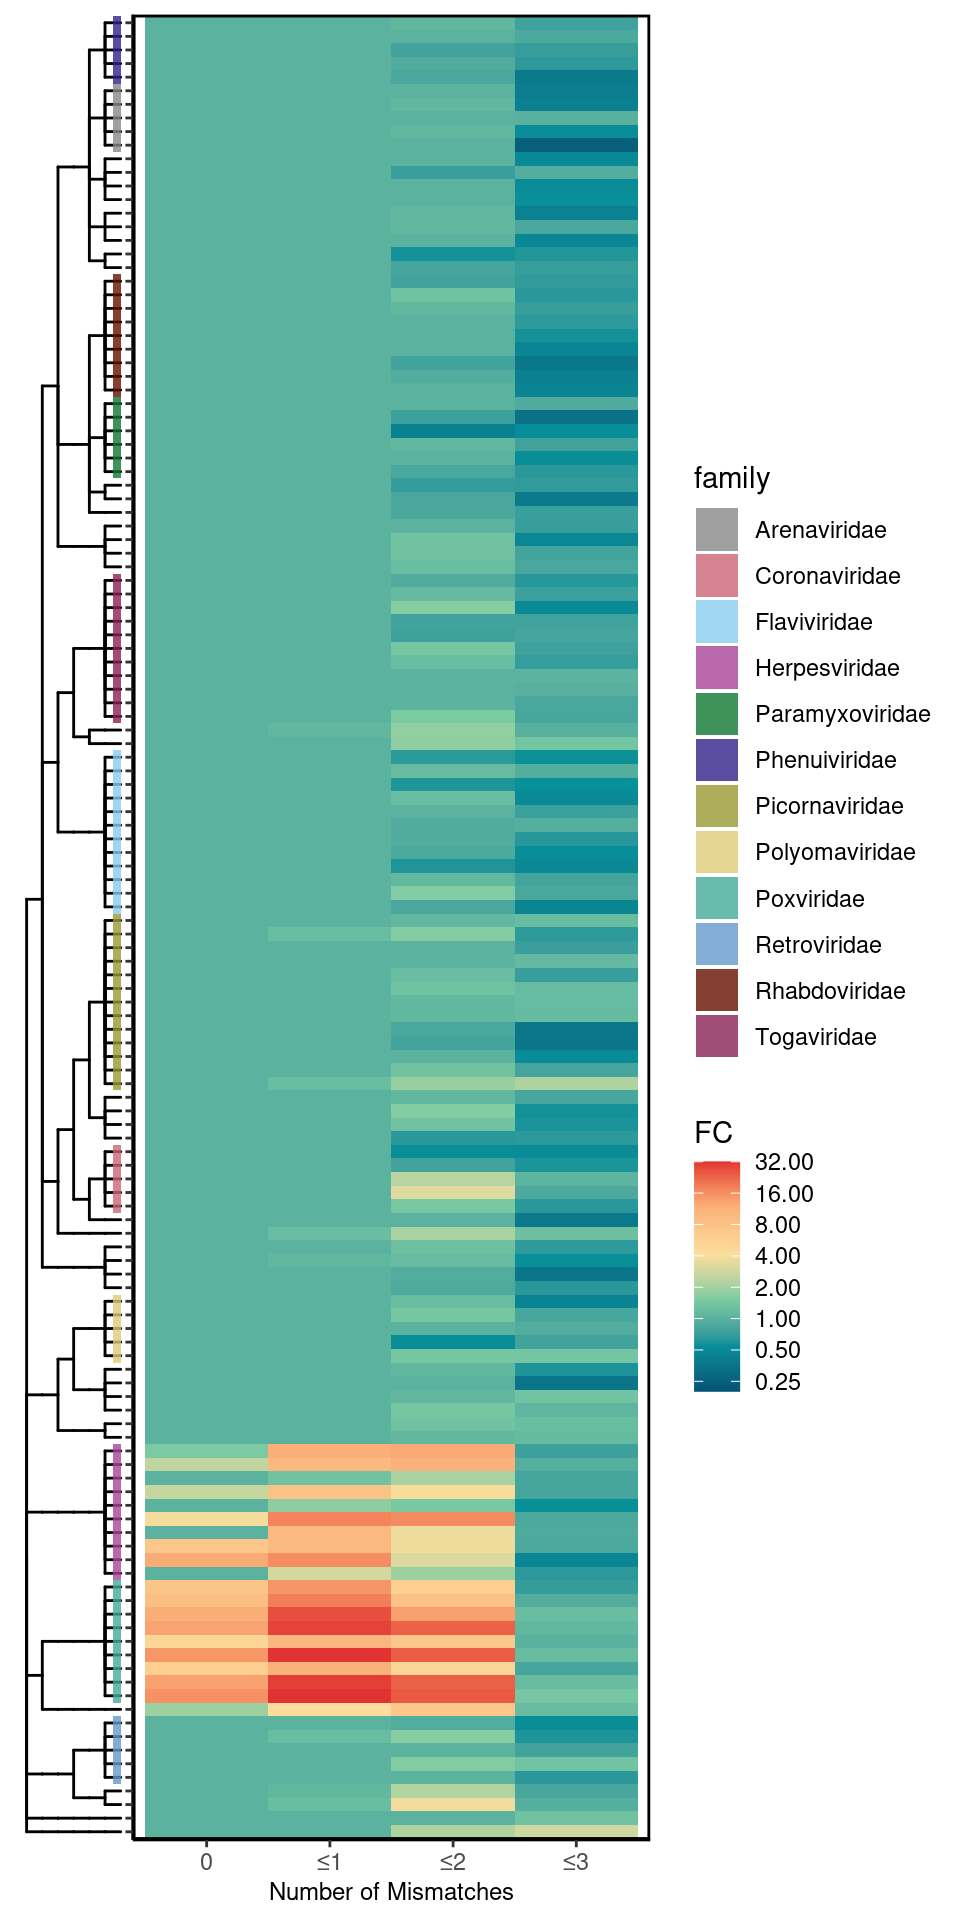 family
Arenaviridae
Coronaviridae
Flaviviridae
Herpesviridae
Paramyxoviridae
Phenuiviridae
Picornaviridae
Polyomaviridae
Poxviridae
Retroviridae
Rhabdoviridae
Togaviridae
FC
32.00
16.00
8.00
4.00
2.00
1.00
0.50
0.25
0 ≤1 ≤2 ≤3
Number of Mismatches